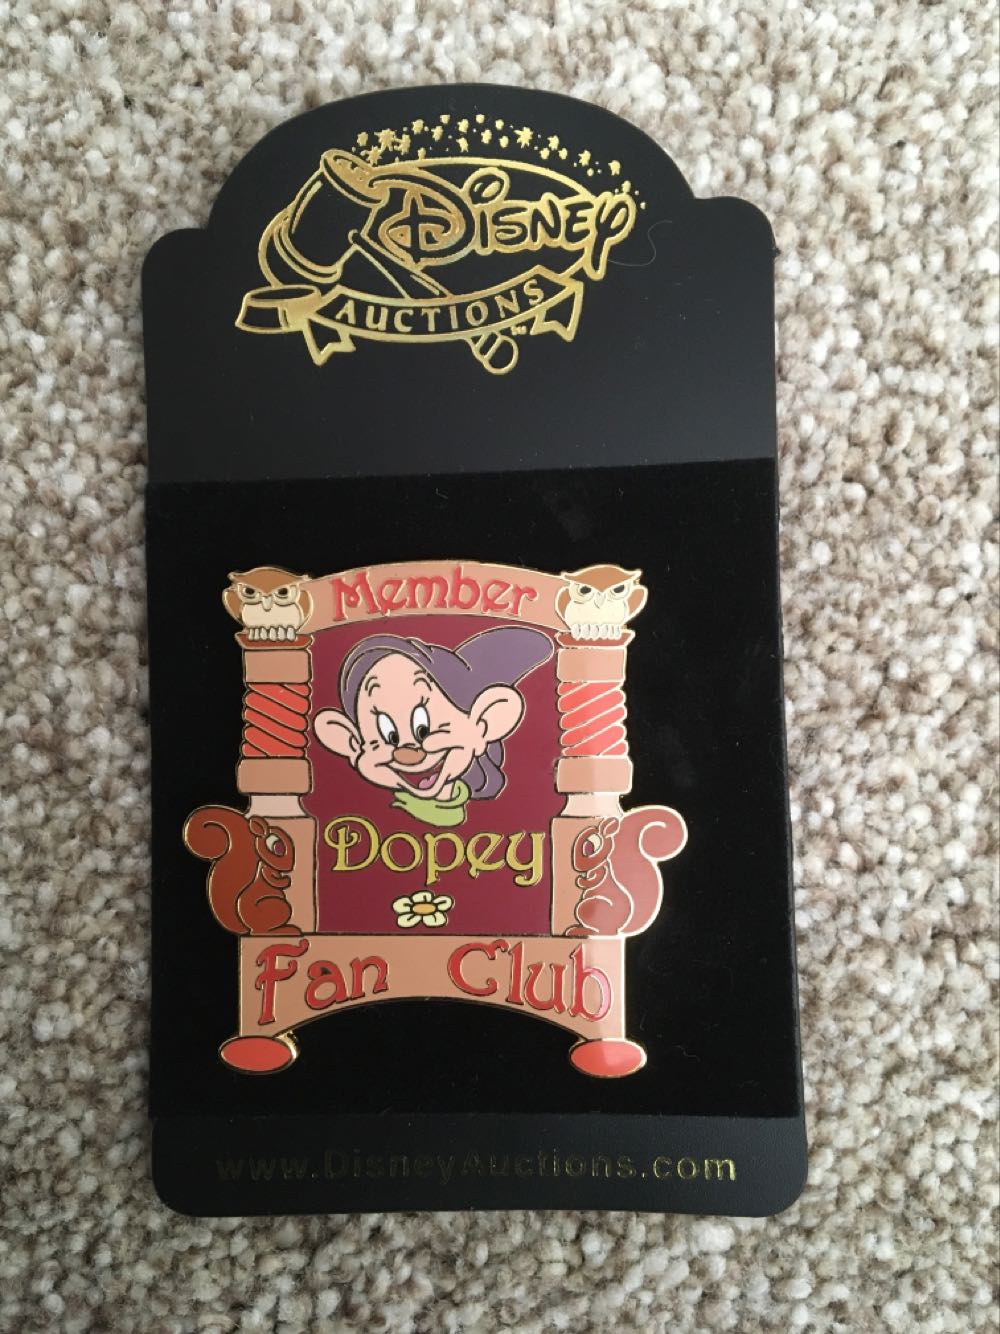 Disney
AUCTIONS
Member
Dopey
Fan Club
www.DisneyAuctions.com